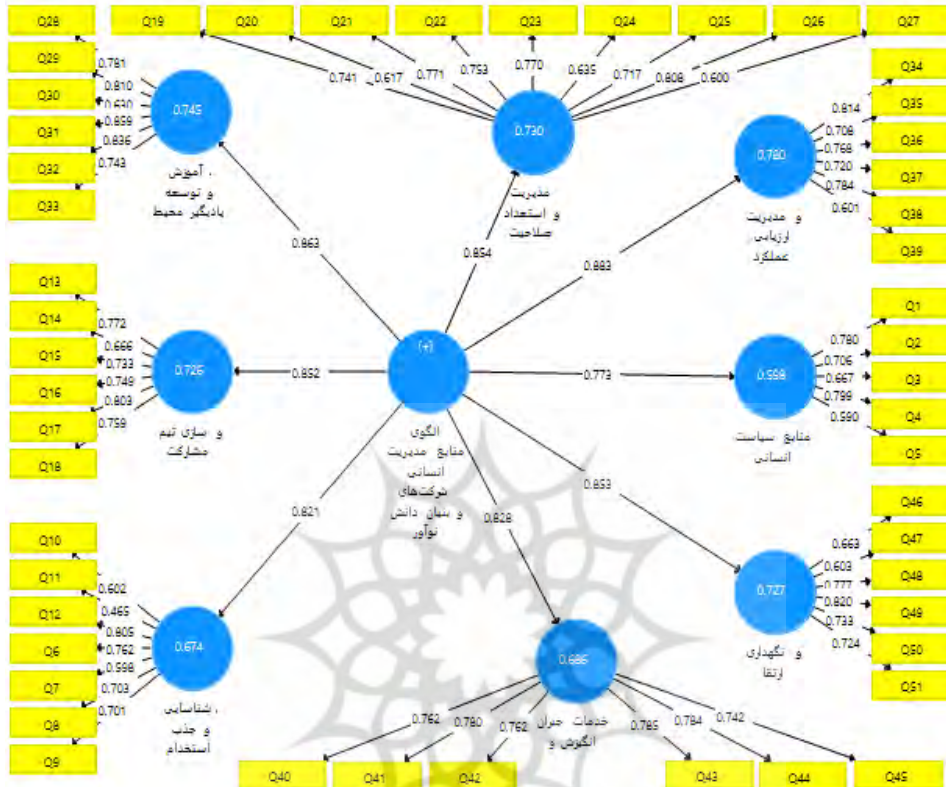 Q28
Q29
Q30
Q31
Q32
Q33
0.781
0.810
0.630
0.859
0.836
0.743
0.745
، آموزش
و توسعه
یادگیر محیط
Q19
Q20
Q21
Q22
Q23
Q24
Q25
Q26
Q27
0.741
0.617
0.771
0.753
0.770
0.635
0.717
0.808
0.600
0.730
مدیریت
و استعداد
صلاحیت
Q34
Q35
Q36
Q37
Q38
Q39
0.814
0.708
0.768
0.720
0.784
0.601
0.780
و مدیریت
ارزیابی
عملکرد
0.863
0.854
0.883
Q13
Q14
Q15
Q16
Q17
Q18
0.772
0.666
0.733
0.749
0.803
0.759
0.726
و سازی تیم
مشارکت
0.852
[+]
الگوی
منابع مدیریت
انسانی
شرکت‌های
و بنیان دانش
نوآور
0.773
0.598
منابع سیاست
انسانی
0.780
0.706
0.667
0.799
0.590
Q1
Q2
Q3
Q4
Q5
0.821
0.828
0.853
Q10
Q11
Q12
Q6
Q7
Q8
Q9
0.602
0.465
0.805
0.762
0.598
0.703
0.701
0.674
، شناسایی
و جذب
استخدام
0.686
خدمات جبران
انگیزش و
0.762
0.780
0.762
0.785
0.784
0.742
Q40
Q41
Q42
Q43
Q44
Q45
0.727
و نگهداری
ارتقا
0.663
0.603
0.777
0.820
0.733
0.724
Q46
Q47
Q48
Q49
Q50
Q51